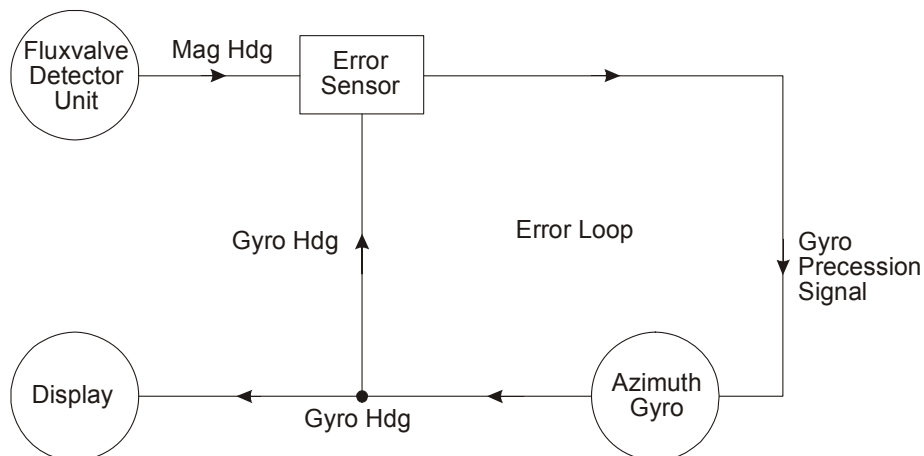 Fluxvalve
Detector
Unit
Mag Hdg
Error
Sensor
Gyro Hdg
Error Loop
Gyro
Precession
Signal
Display
Gyro Hdg
Azimuth
Gyro